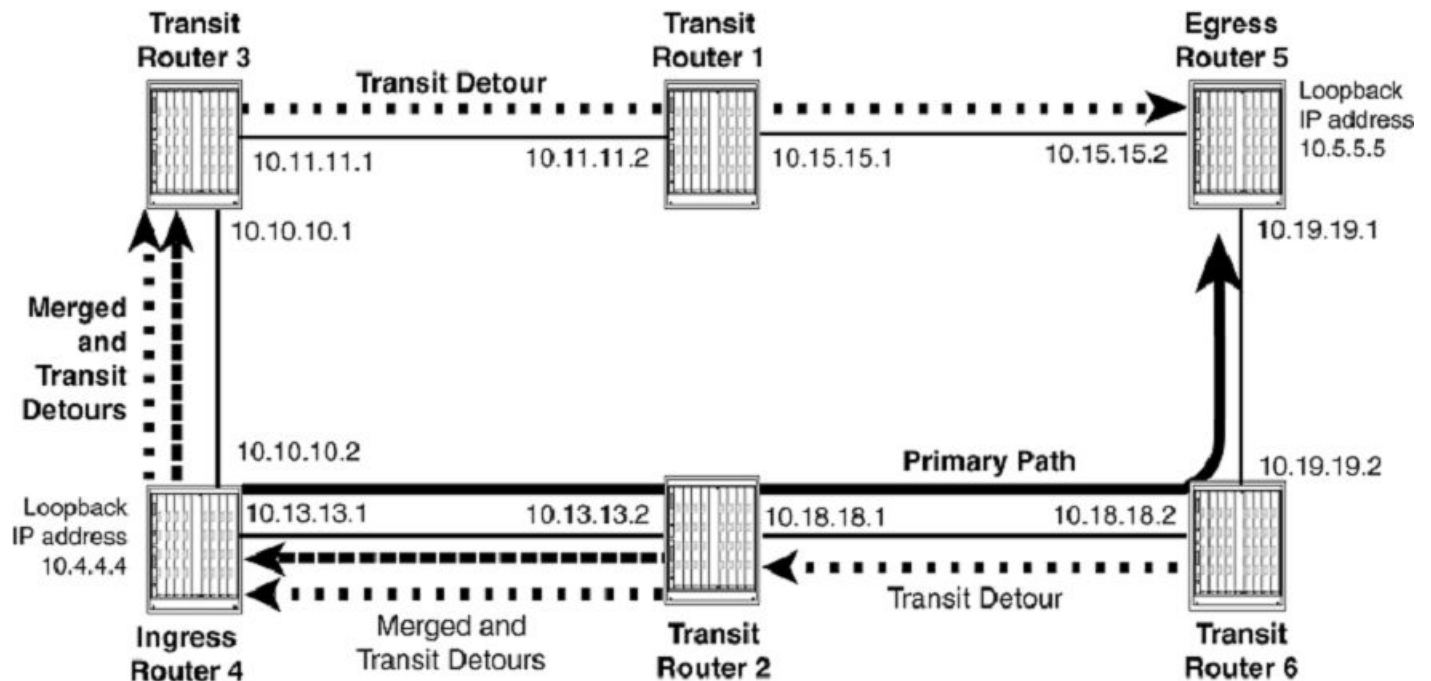 Transit
Router 3
Transit
Router 1
Egress
Router 5
Transit Detour
Loopback
IP address
10.5.5.5
10.11.11.1
10.11.11.2
10.15.15.1
10.15.15.2
10.10.10.1
10.19.19.1
Merged
and
Transit
Detours
10.10.10.2
Primary Path
10.19.19.2
Loopback
IP address
10.4.4.4
10.13.13.1
10.13.13.2
10.18.18.1
10.18.18.2
Transit Detour
Merged and
Transit Detours
Ingress
Router 4
Transit
Router 2
Transit
Router 6